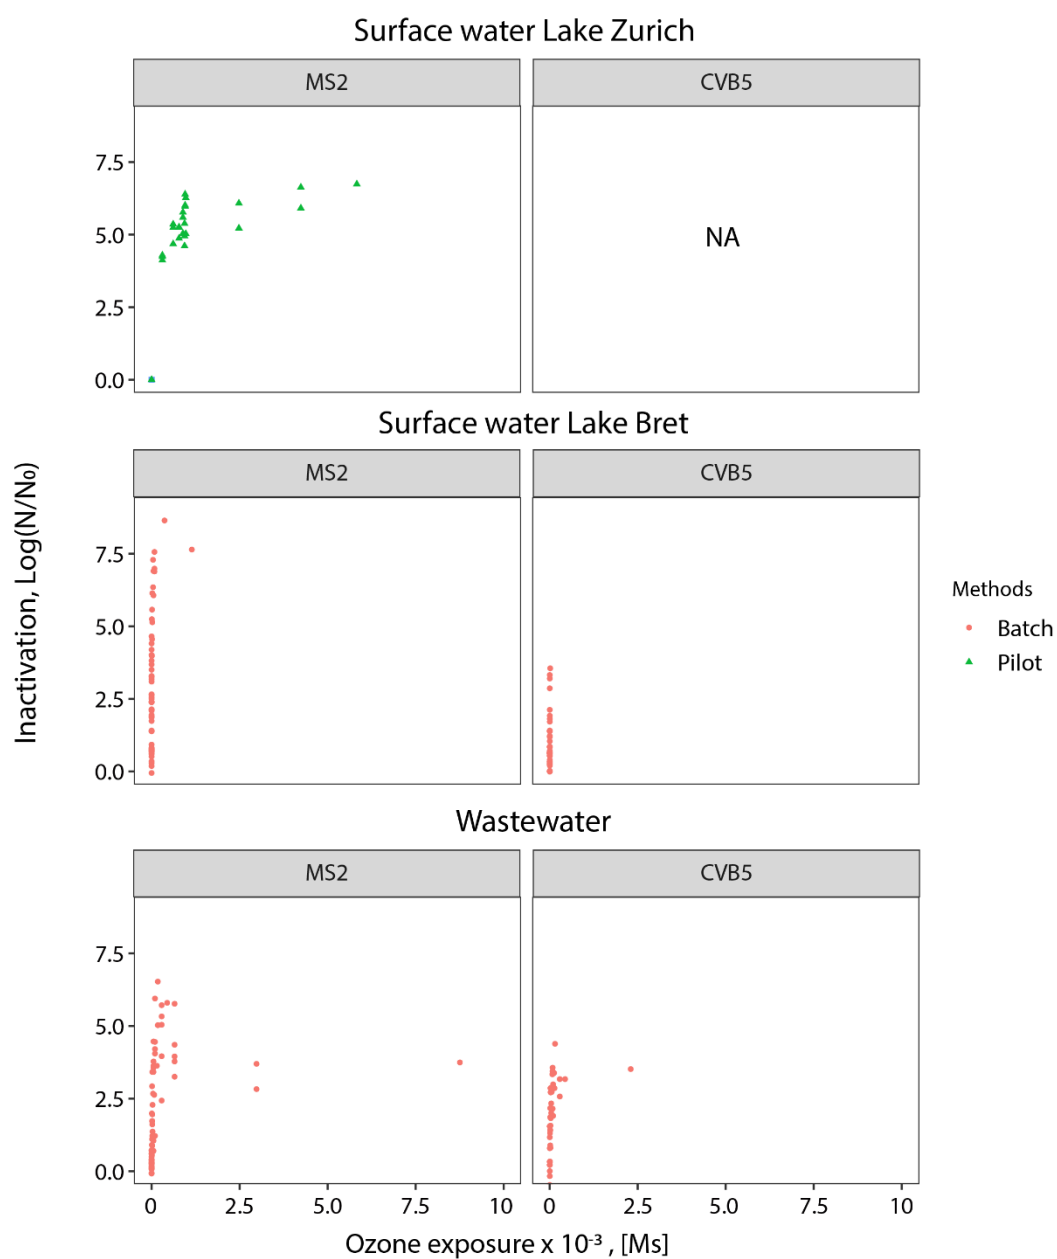 Surface water Lake Zurich
MS2 CVB5
7.5
5.0
2.5
0.0
NA
Surface water Lake Bret
MS2 CVB5
7.5
5.0
2.5
0.0
Inactivation, Log(N/N₀)
Methods
Batch
Pilot
Wastewater
MS2 CVB5
7.5
5.0
2.5
0.0
0 2.5 5.0 7.5 10 0 2.5 5.0 7.5 10
Ozone exposure x 10⁻³ , [Ms]